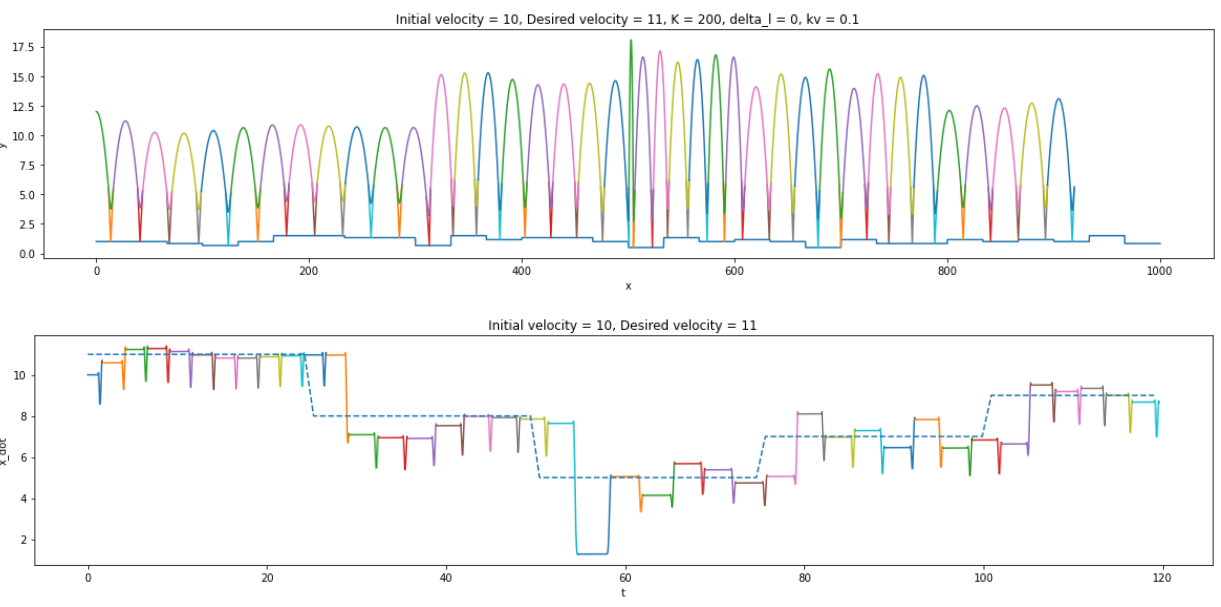 Initial velocity = 10, Desired velocity = 11, K = 200, delta_l = 0, kv = 0.1
17.5
15.0
12.5
10.0
y
7.5
5.0
2.5
0.0
0 200 400 600 800 1000
x
Initial velocity = 10, Desired velocity = 11
10
8
x_dot
6
4
2
0 20 40 60 80 100 120
t